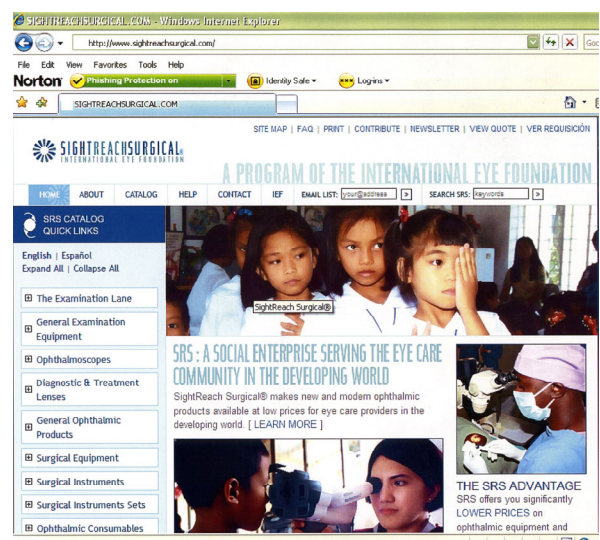 SIGHTREACHSURGICAL.COM - Windows Internet Explorer
http://www.sightreachsurgical.com/
File Edit View Favorites Tools Help
Norton Phishing Protection on Identity Safe Log-ins
SIGHTREACHSURGICAL.COM
SITE MAP | FAQ | PRINT | CONTRIBUTE | NEWSLETTER | VIEW QUOTE | VER REQUISICIÓN
SIGHTREACHSURGICAL®
INTERNATIONAL EYE FOUNDATION
A PROGRAM OF THE INTERNATIONAL EYE FOUNDATION
HOME ABOUT CATALOG HELP CONTACT IEF EMAIL LIST: your@address SEARCH SRS: keywords
SRS CATALOG
QUICK LINKS
English | Español
Expand All | Collapse All
The Examination Lane
General Examination
Equipment
Ophthalmoscopes
Diagnostic & Treatment
Lenses
General Ophthalmic
Products
Surgical Equipment
Surgical Instruments
Surgical Instruments Sets
Ophthalmic Consumables
SightReach Surgical®
SRS : A SOCIAL ENTERPRISE SERVING THE EYE CARE
COMMUNITY IN THE DEVELOPING WORLD
SightReach Surgical® makes new and modern ophthalmic
products available at low prices for eye care providers in the
developing world. [ LEARN MORE ]
THE SRS ADVANTAGE
SRS offers you significantly
LOWER PRICES on
ophthalmic equipment and